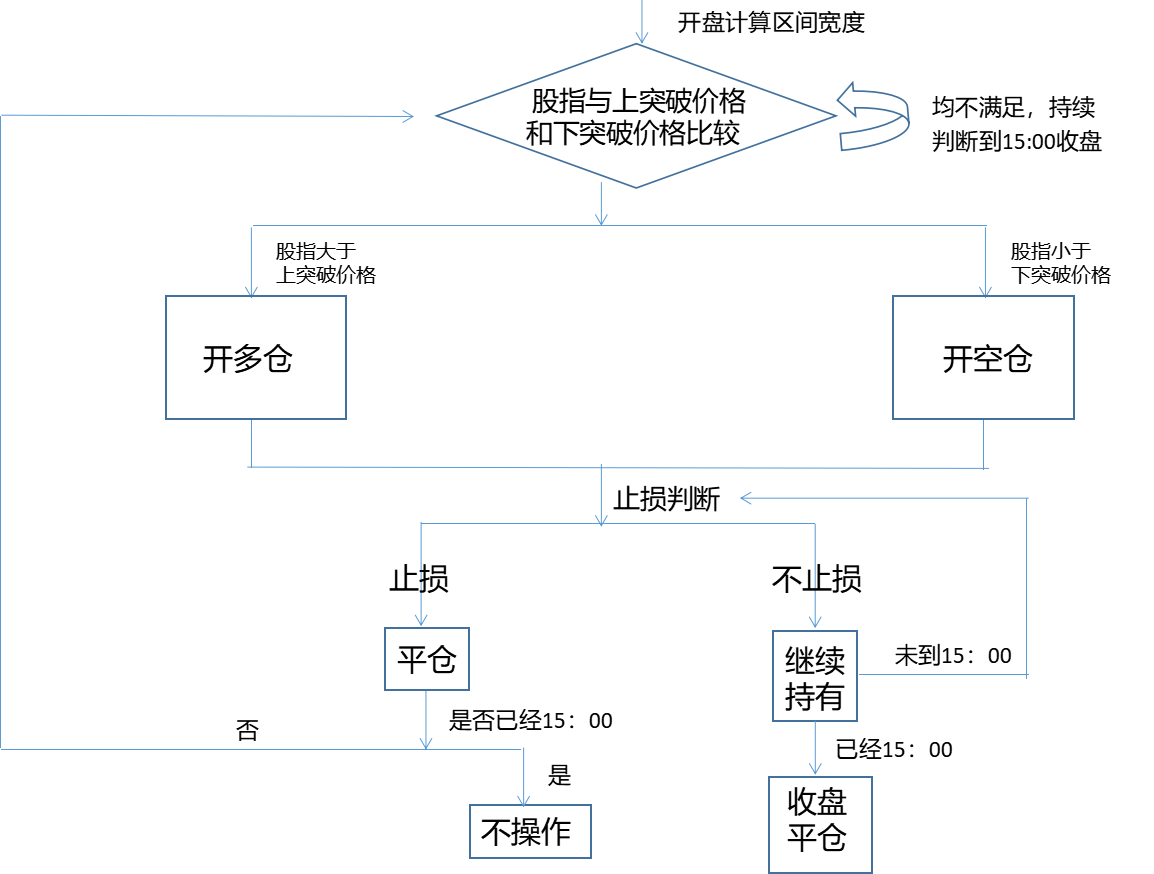 开盘计算区间宽度
股指与上突破价格
和下突破价格比较
均不满足，持续
判断到15:00收盘
股指大于
上突破价格
股指小于
下突破价格
开多仓
开空仓
止损判断
止损
不止损
平仓
继续
持有
未到15：00
是否已经15：00
否
已经15：00
是
不操作
收盘
平仓